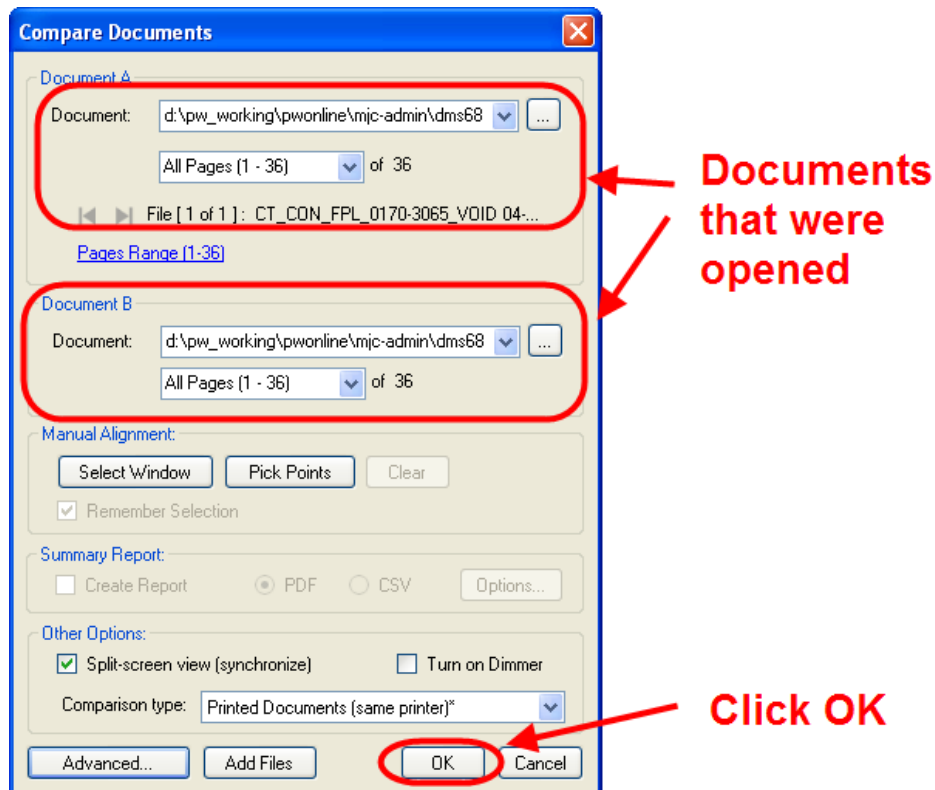 Compare Documents
Document A
Document: d:\pw_working\pwonline\mjc-admin\dms68 ...
All Pages (1 - 36) of 36
File [ 1 of 1 ] : CT_CON_FPL_0170-3065_VOID 04-...
Pages Range (1-36)
Documents
that were
opened
Document B
Document: d:\pw_working\pwonline\mjc-admin\dms68 ...
All Pages (1 - 36) of 36
Manual Alignment:
Select Window Pick Points Clear
Remember Selection
Summary Report:
Create Report PDF CSV Options...
Other Options:
Split-screen view (synchronize) Turn on Dimmer
Comparison type: Printed Documents (same printer)*
Click OK
Advanced... Add Files OK Cancel